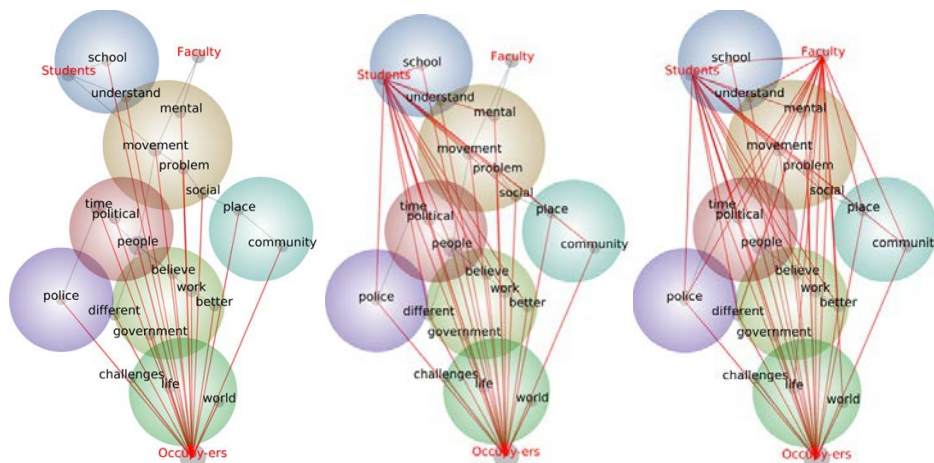 school
Faculty
Students
understand
mental
movement
problem
social
time
political
place
people
community
believe
police
work
better
different
government
challenges
life
world
Occupy-ers
school
Faculty
Students
understand
mental
movement
problem
social
time
political
place
people
community
believe
police
work
better
different
government
challenges
life
world
Occupy-ers
Faculty
school
Students
understand
mental
movement
problem
social
time
political
place
people
communit
believe
police
work
better
different
government
challenges
life
world
Occupy-ers